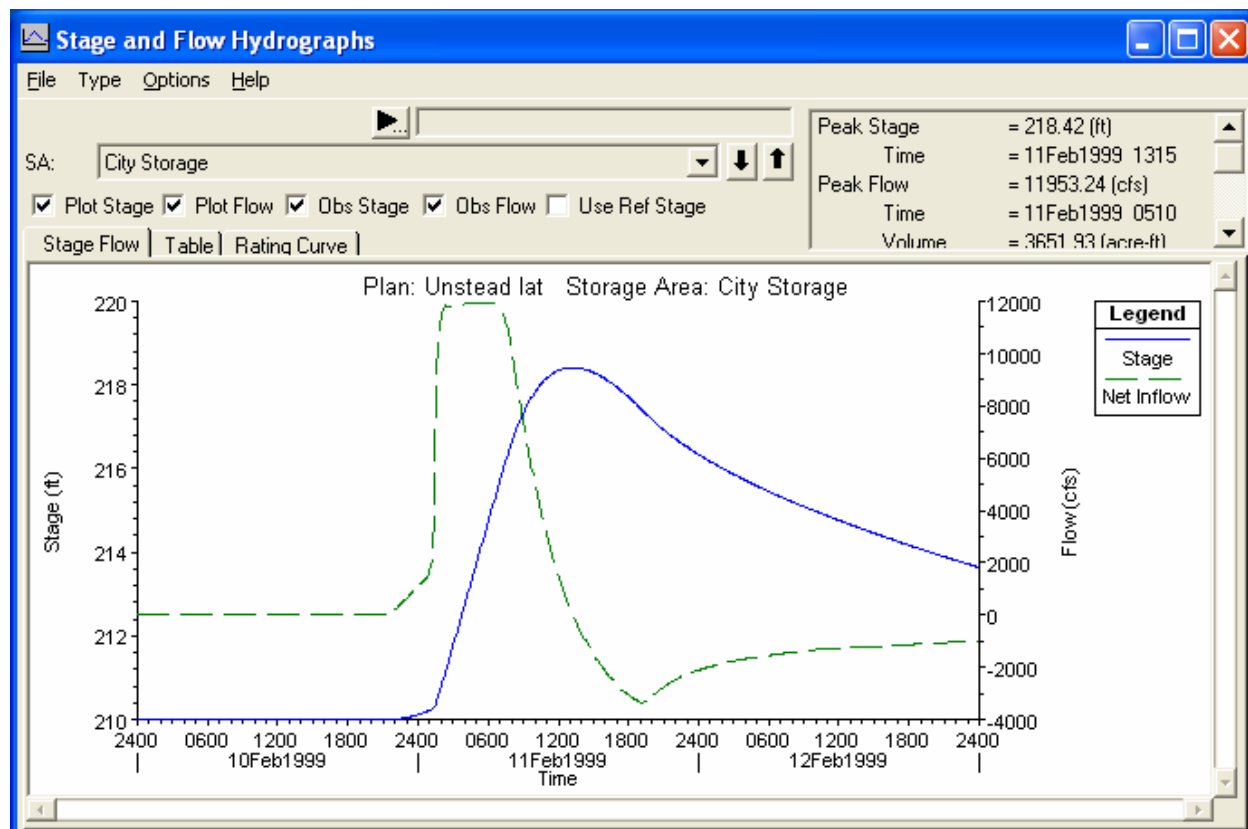 Stage and Flow Hydrographs
File Type Options Help
SA: City Storage
Plot Stage Plot Flow Obs Stage Obs Flow Use Ref Stage
Peak Stage = 218.42 (ft)
Time = 11Feb1999 1315
Peak Flow = 11953.24 (cfs)
Time = 11Feb1999 0510
Volume = 3651.93 (acre-ft)
Stage Flow Table Rating Curve
Plan: Unstead lat Storage Area: City Storage
220
218
216
214
212
210
Stage (ft)
12000
10000
8000
6000
4000
2000
0
-2000
-4000
Flow (cfs)
Legend
Stage
Net Inflow
2400 0600 1200 1800 2400 0600 1200 1800 2400 0600 1200 1800 2400
10Feb1999 11Feb1999 12Feb1999
Time